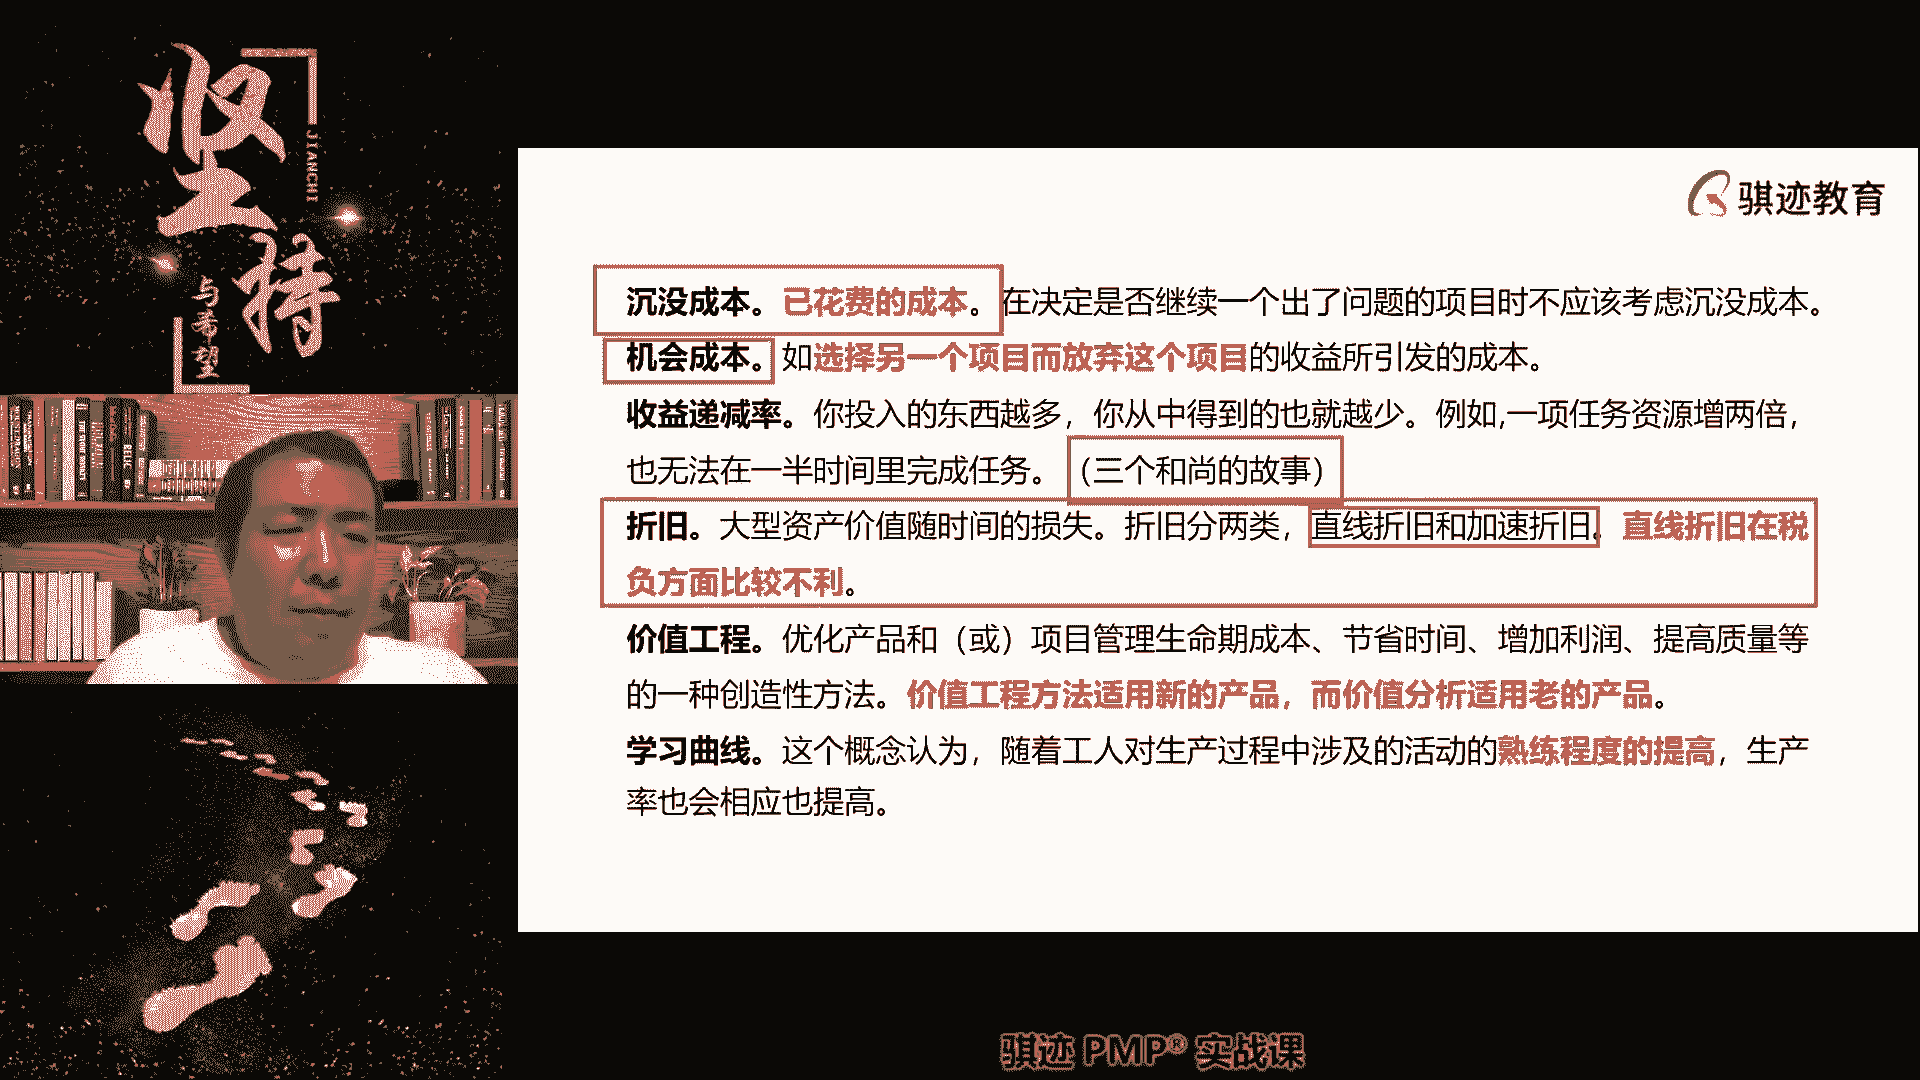 坚持
JIANCHI
与希望
骐迹教育
沉没成本。已花费的成本。在决定是否继续一个出了问题的项目时不应该考虑沉没成本。
机会成本。如选择另一个项目而放弃这个项目的收益所引发的成本。
收益递减率。你投入的东西越多，你从中得到的也就越少。例如,一项任务资源增两倍，
也无法在一半时间里完成任务。（三个和尚的故事）
折旧。大型资产价值随时间的损失。折旧分两类，直线折旧和加速折旧。直线折旧在税
负方面比较不利。
价值工程。优化产品和（或）项目管理生命期成本、节省时间、增加利润、提高质量等
的一种创造性方法。价值工程方法适用新的产品，而价值分析适用老的产品。
学习曲线。这个概念认为，随着工人对生产过程中涉及的活动的熟练程度的提高，生产
率也会相应也提高。
骐迹 PMP® 实战课